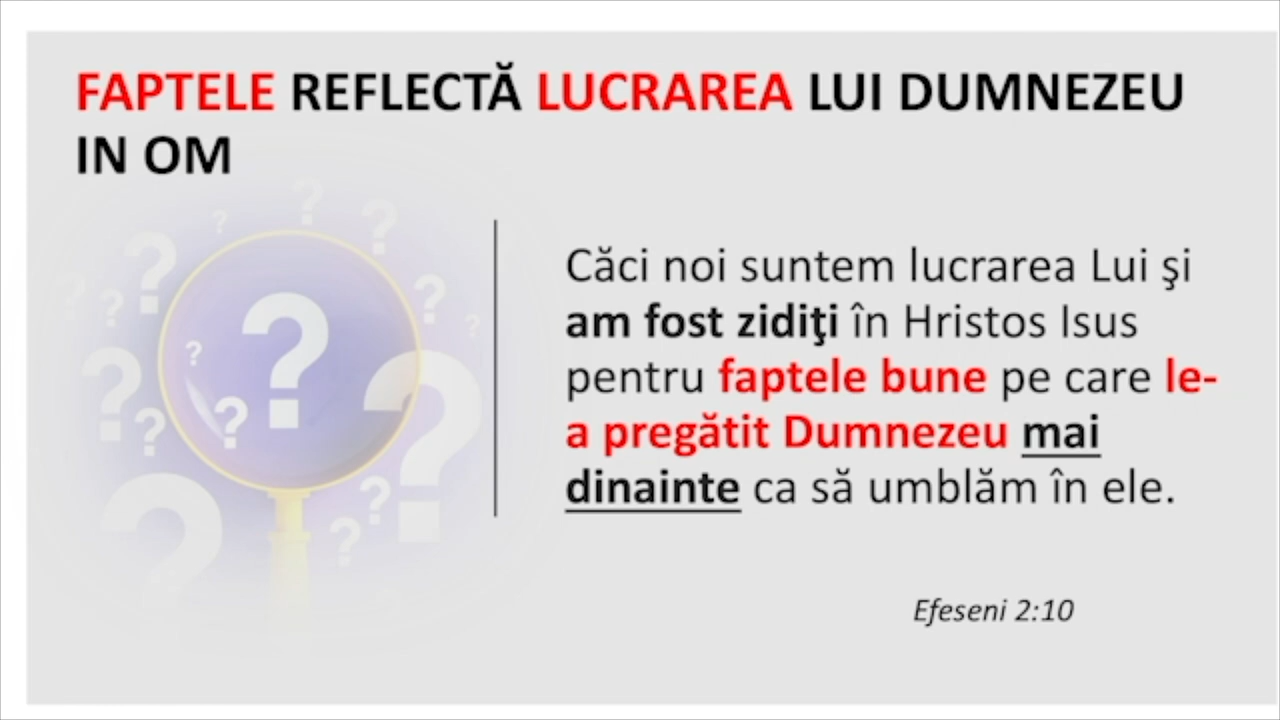 FAPTELE REFLECTĂ LUCRAREA LUI DUMNEZEU
IN OM
Căci noi suntem lucrarea Lui şi
am fost zidiţi în Hristos Isus
pentru faptele bune pe care le-
a pregătit Dumnezeu mai
dinainte ca să umblăm în ele.
Efeseni 2:10